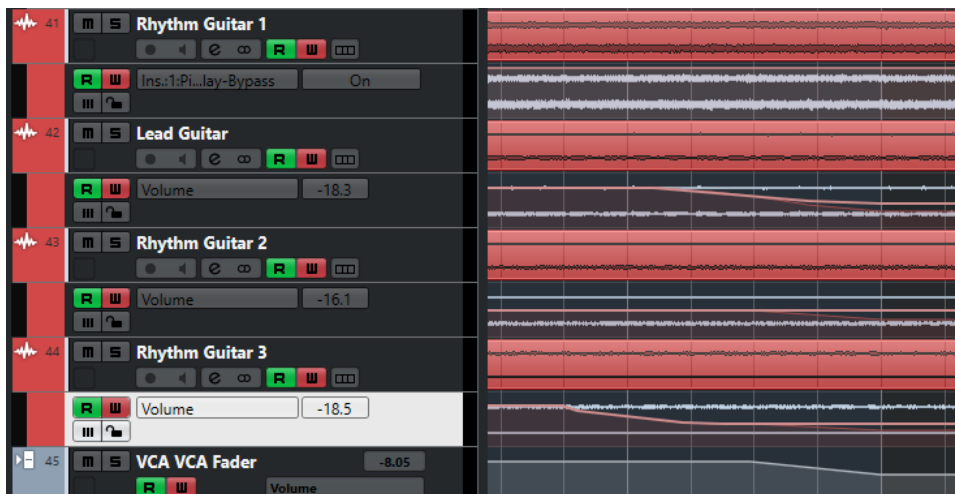 41 m S Rhythm Guitar 1
e R W
R W Ins.:1:Pi...lay-Bypass On
42 m S Lead Guitar
e R W
R W Volume -18.3
43 m S Rhythm Guitar 2
e R W
R W Volume -16.1
44 m S Rhythm Guitar 3
e R W
R W Volume -18.5
45 m S VCA VCA Fader -8.05
R W Volume